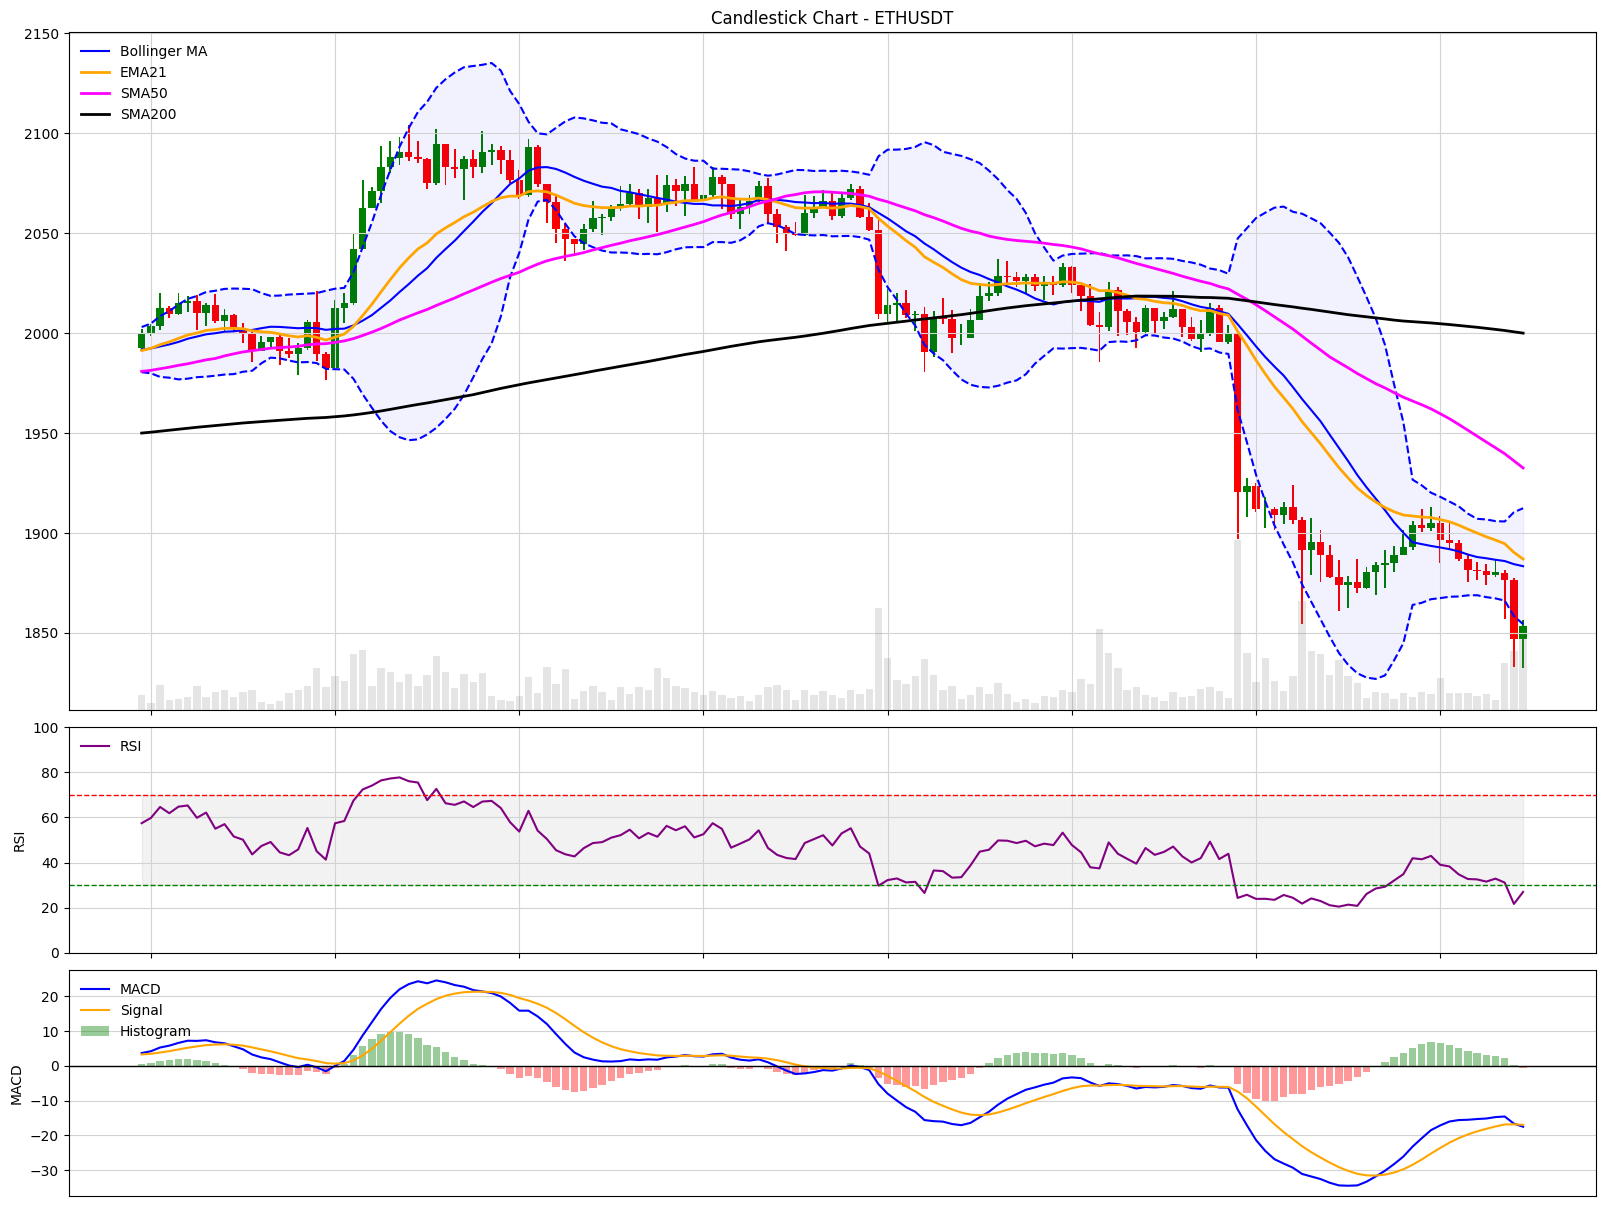 Candlestick Chart - ETHUSDT
2150
2100
2050
2000
1950
1900
1850
Bollinger MA
EMA21
SMA50
SMA200
RSI
100
80
60
40
20
0
RSI
MACD
20
10
0
−10
−20
−30
MACD
Signal
Histogram